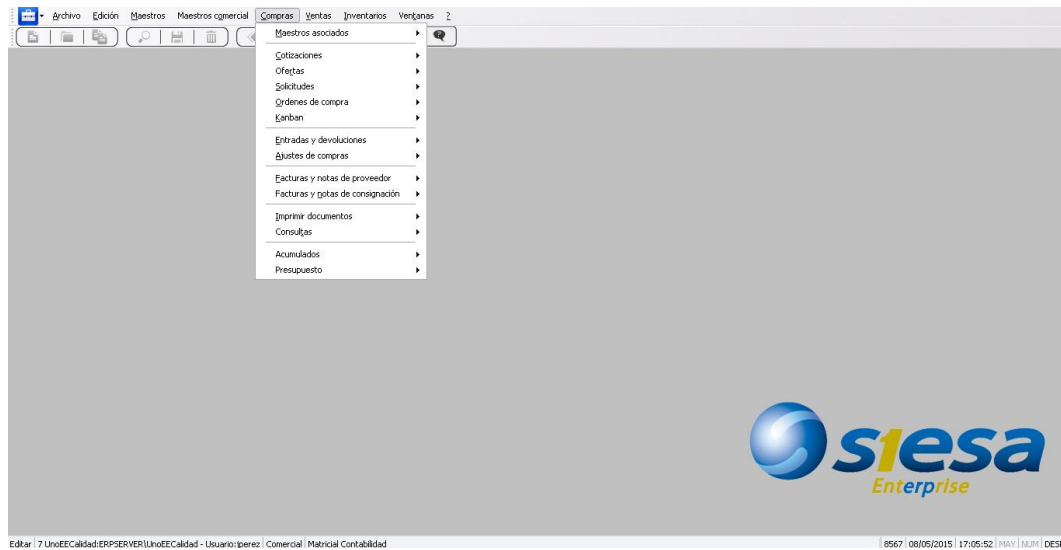 Archivo Edición Maestros Maestros comercial Compras Ventas Inventarios Ventanas ?
Maestros asociados
Cotizaciones
Ofertas
Solicitudes
Ordenes de compra
Kanban
Entradas y devoluciones
Ajustes de compras
Facturas y notas de proveedor
Facturas y notas de consignación
Imprimir documentos
Consultas
Acumulados
Presupuesto
s1esa
Enterprise
Editar 7 UnoEECalidad:ERPSERVER\UnoEECalidad - Usuario:jperez Comercial Matricial Contabilidad 8567 08/05/2015 17:05:52 MAY NUM DES